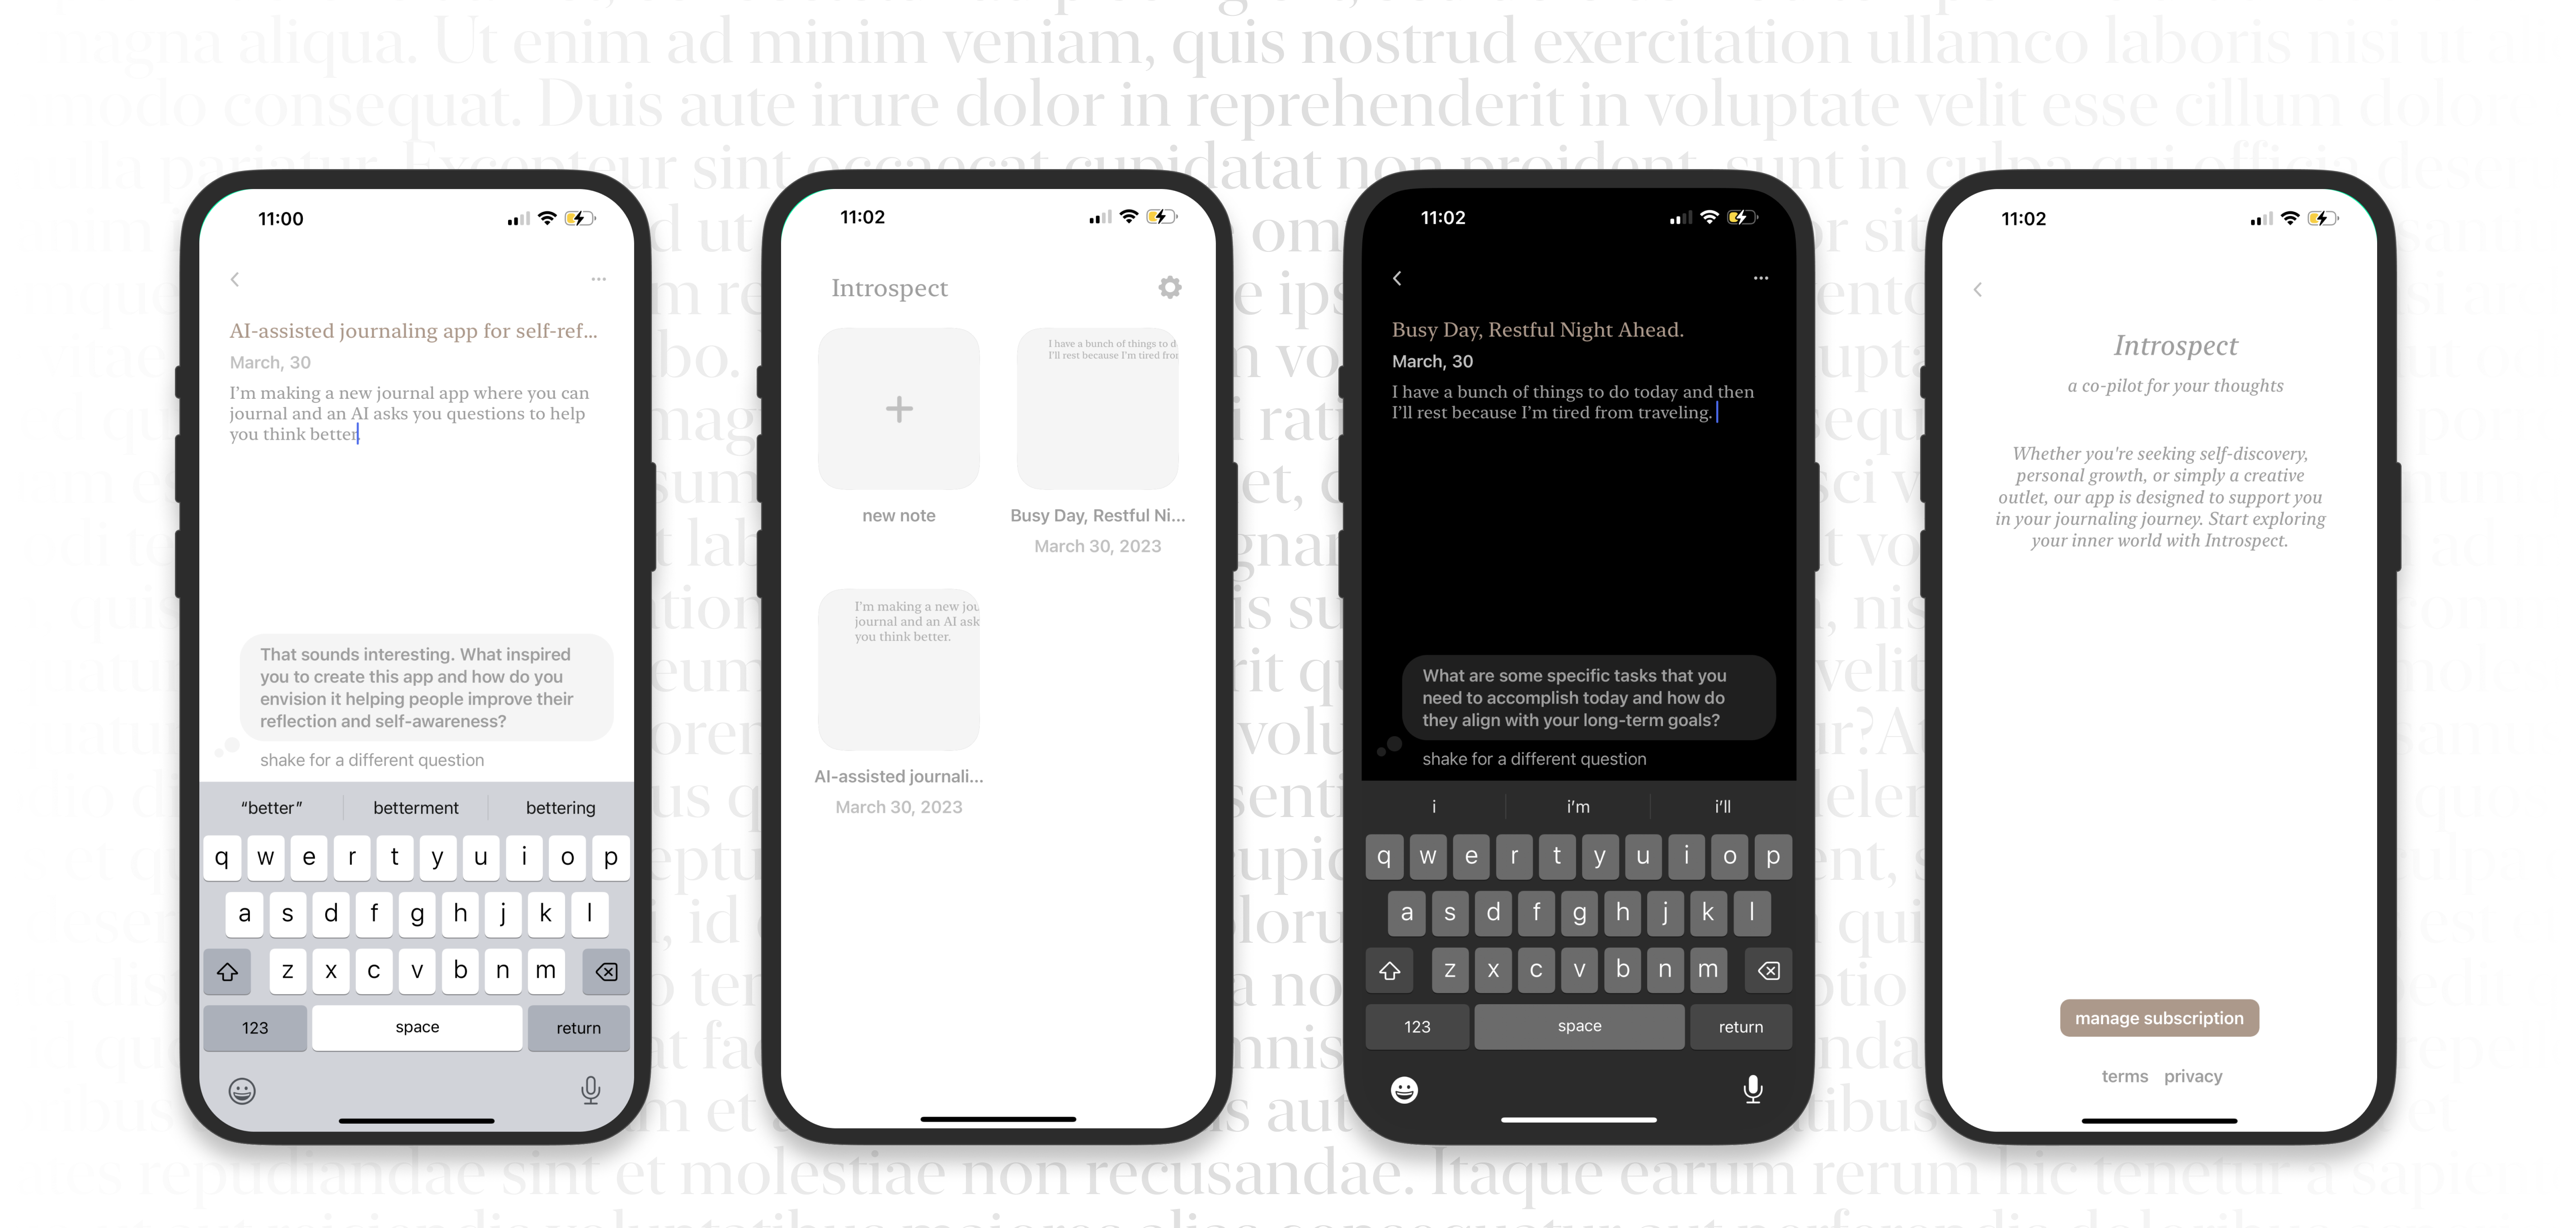 magna aliqua. Ut enim ad minim veniam, quis nostrud exercitation ullamco laboris nisi ut
modo consequat. Duis aute irure dolor in reprehenderit in voluptate velit esse cillum dolore
nulla pariatur. Excepteur sint occaecat cupidatat non proident, sunt in culpa qui officia
11:00
AI-assisted journaling app for self-ref...
March, 30
I'm making a new journal app where you can
journal and an AI asks you questions to help
you think better.
That sounds interesting. What inspired
you to create this app and how do you
envision it helping people improve their
reflection and self-awareness?
shake for a different question
“better” betterment bettering
q w e r t y u i o p
a s d f g h j k l
z x c v b n m
123 space return
11:02
Introspect
I have a bunch of things to d
I'll rest because I'm tired fro
new note
Busy Day, Restful Ni...
March 30, 2023
I'm making a new jou
journal and an AI ask
you think better.
AI-assisted journali...
March 30, 2023
11:02
Busy Day, Restful Night Ahead.
March, 30
I have a bunch of things to do today and then
I'll rest because I'm tired from traveling.
What are some specific tasks that you
need to accomplish today and how do
they align with your long-term goals?
shake for a different question
i i'm i'll
q w e r t y u i o p
a s d f g h j k l
z x c v b n m
123 space return
11:02
Introspect
a co-pilot for your thoughts
Whether you're seeking self-discovery,
personal growth, or simply a creative
outlet, our app is designed to support you
in your journaling journey. Start exploring
your inner world with Introspect.
manage subscription
terms privacy
repudiandae sint et molestiae non recusandae. Itaque earum rerum hic tenetur a sapien